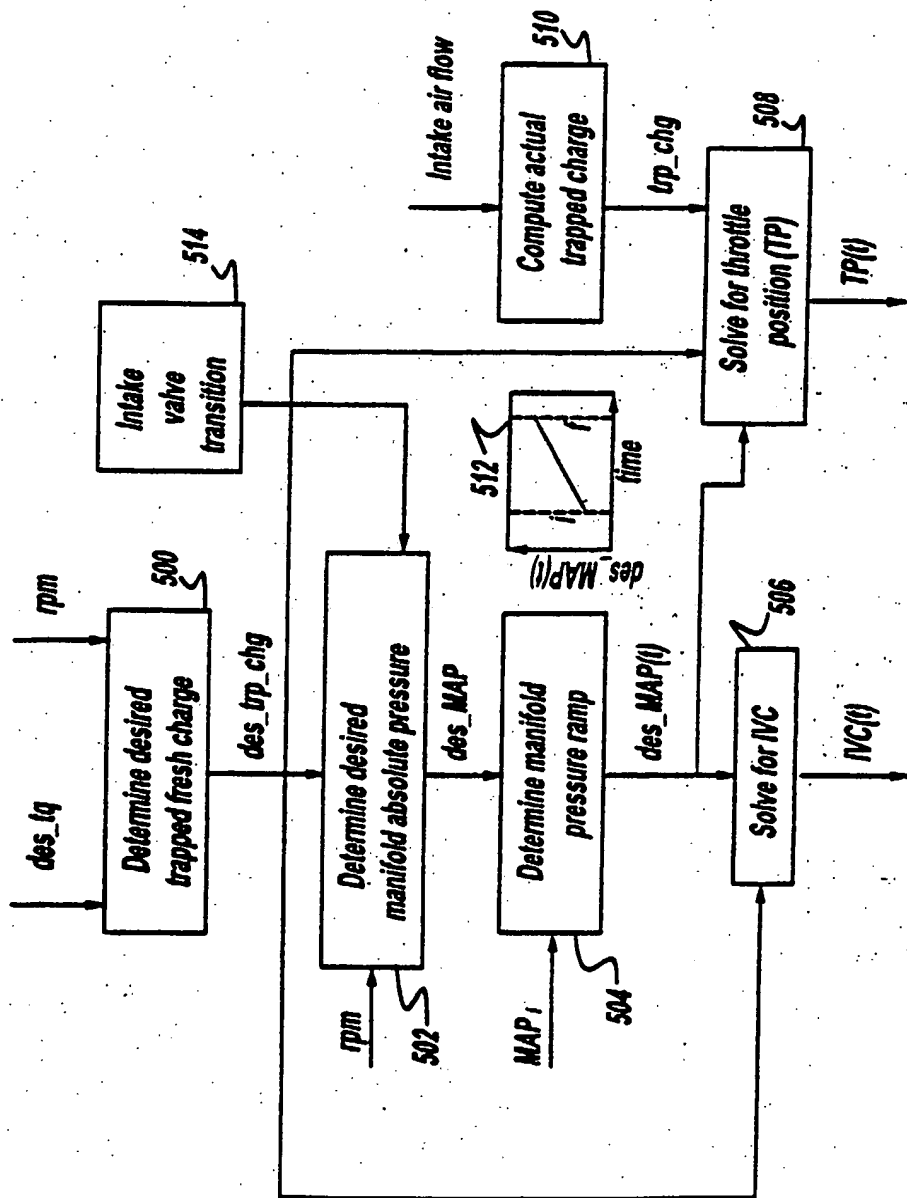 des_tq
rpm
500
Determine desired
trapped fresh charge
514
Intake
valve
transition
des_trp_chg
Intake air flow
510
Compute actual
trapped charge
rpm
Determine desired
manifold absolute pressure
502
des_MAP
512
des_MAP(t)
i
f
time
trp_chg
MAP i
Determine manifold
pressure ramp
504
des_MAP(t)
508
Solve for throttle
position (TP)
506
Solve for IVC
IVC(t)
TP(t)